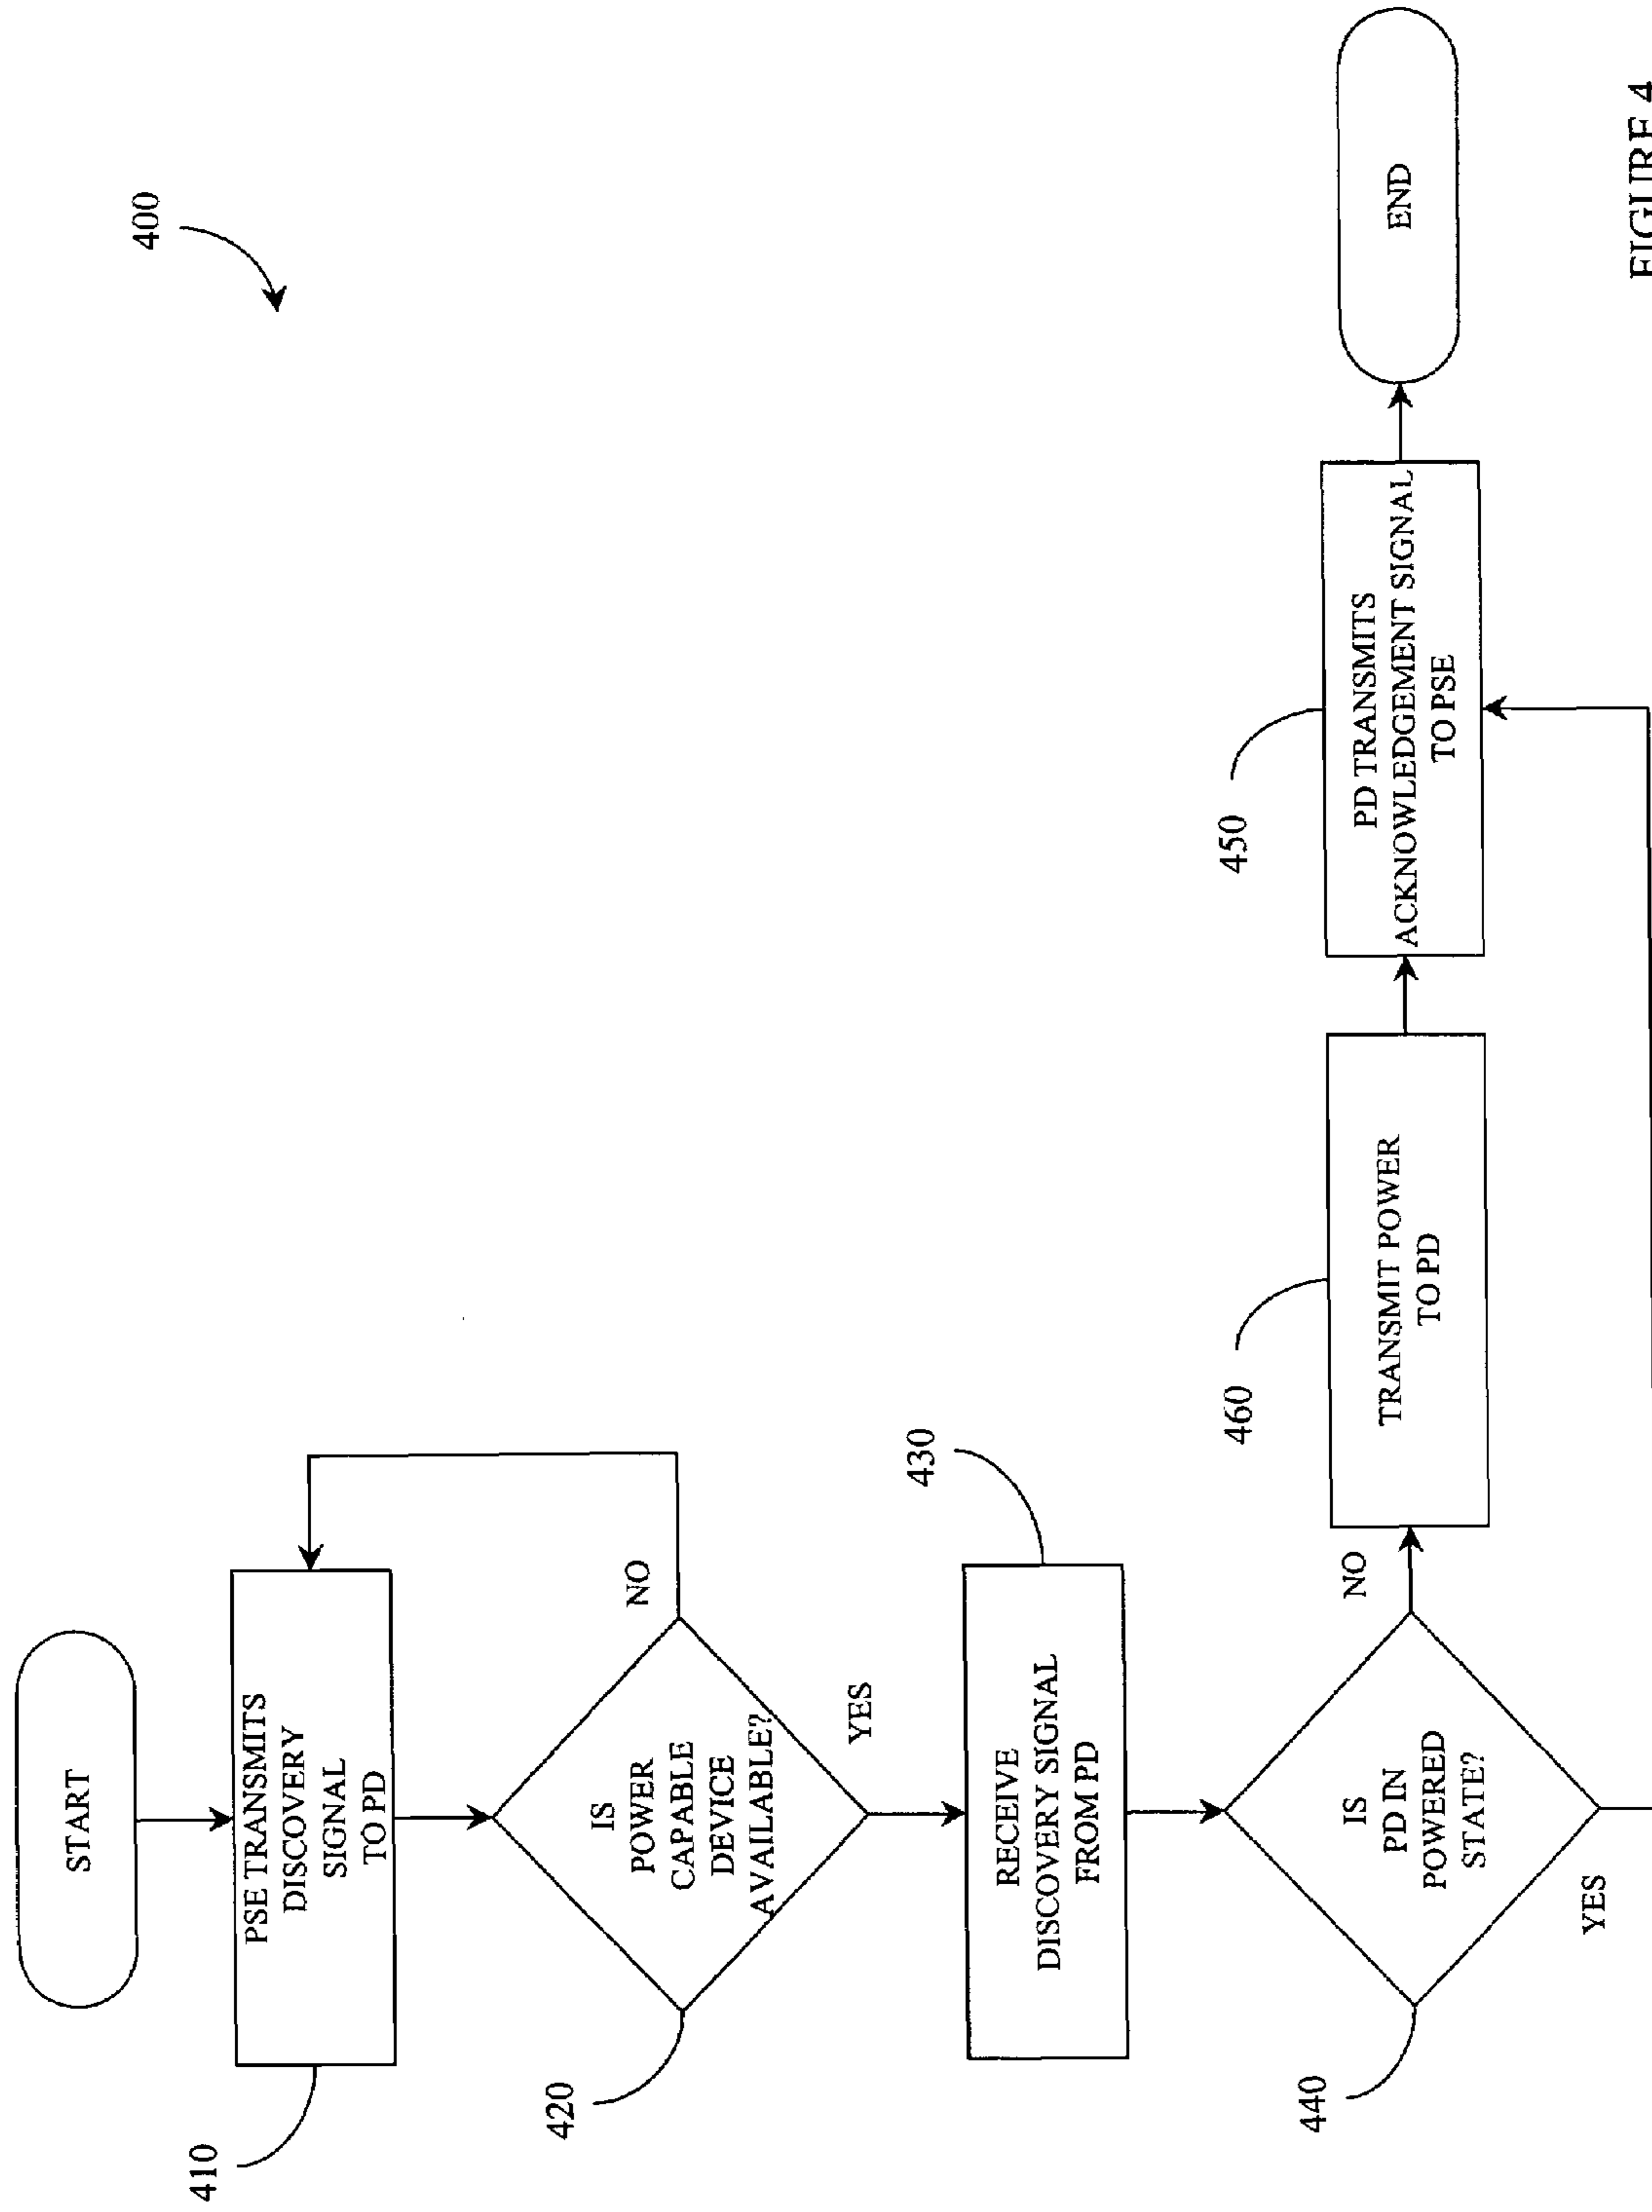 400
START
410
PSE TRANSMITS
DISCOVERY
SIGNAL
TO PD
420
IS
POWER
CAPABLE
DEVICE
AVAILABLE?
NO
YES
430
RECEIVE
DISCOVERY SIGNAL
FROM PD
440
IS
PD IN
POWERED
STATE?
NO
YES
460
TRANSMIT POWER
TO PD
450
PD TRANSMITS
ACKNOWLEDGEMENT SIGNAL
TO PSE
END
FIGURE 4